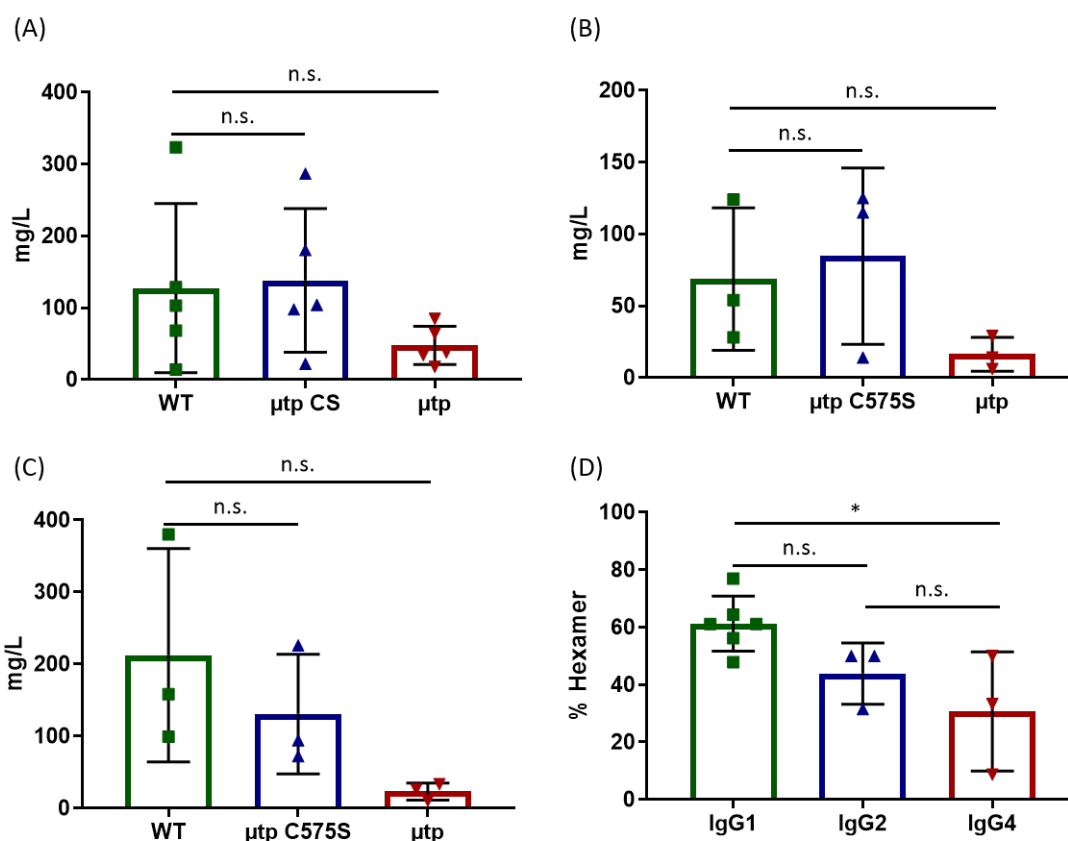 (A)
n.s.
n.s.
400
300
200
100
0
mg/L
WT
μtp CS
μtp
(B)
n.s.
n.s.
200
150
100
50
0
mg/L
WT
μtp C575S
μtp
(C)
n.s.
n.s.
400
300
200
100
0
mg/L
WT
μtp C575S
μtp
(D)
*
n.s.
n.s.
100
80
60
40
20
0
% Hexamer
IgG1
IgG2
IgG4